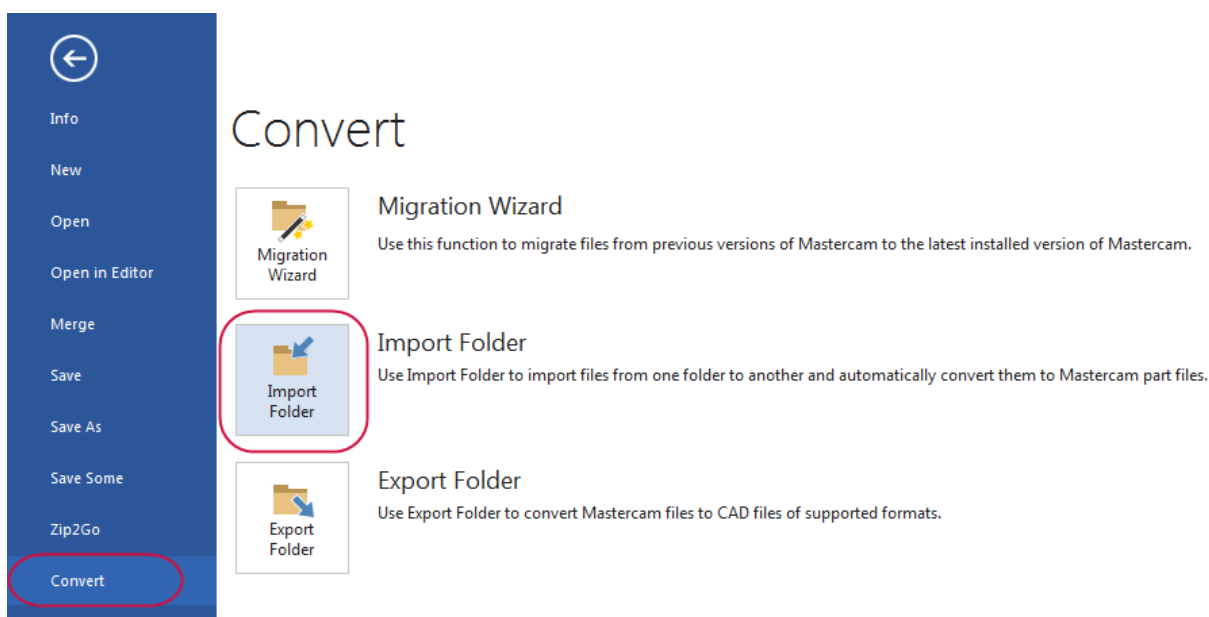 Info
New
Open
Open in Editor
Merge
Save
Save As
Save Some
Zip2Go
Convert
Convert
Migration
Wizard
Migration Wizard
Use this function to migrate files from previous versions of Mastercam to the latest installed version of Mastercam.
Import
Folder
Import Folder
Use Import Folder to import files from one folder to another and automatically convert them to Mastercam part files.
Export
Folder
Export Folder
Use Export Folder to convert Mastercam files to CAD files of supported formats.